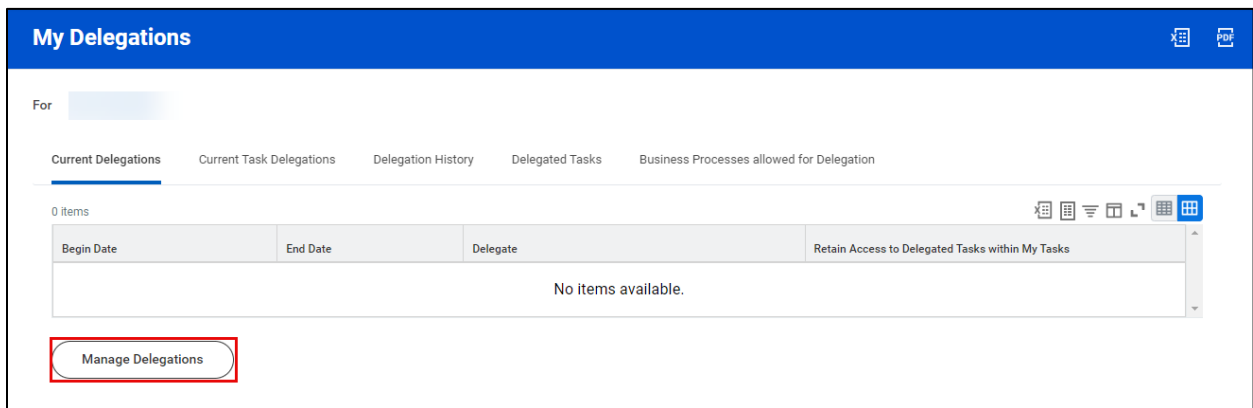 My Delegations
PDF
For
Current Delegations Current Task Delegations Delegation History Delegated Tasks Business Processes allowed for Delegation
0 items
Begin Date End Date Delegate Retain Access to Delegated Tasks within My Tasks
No items available.
Manage Delegations